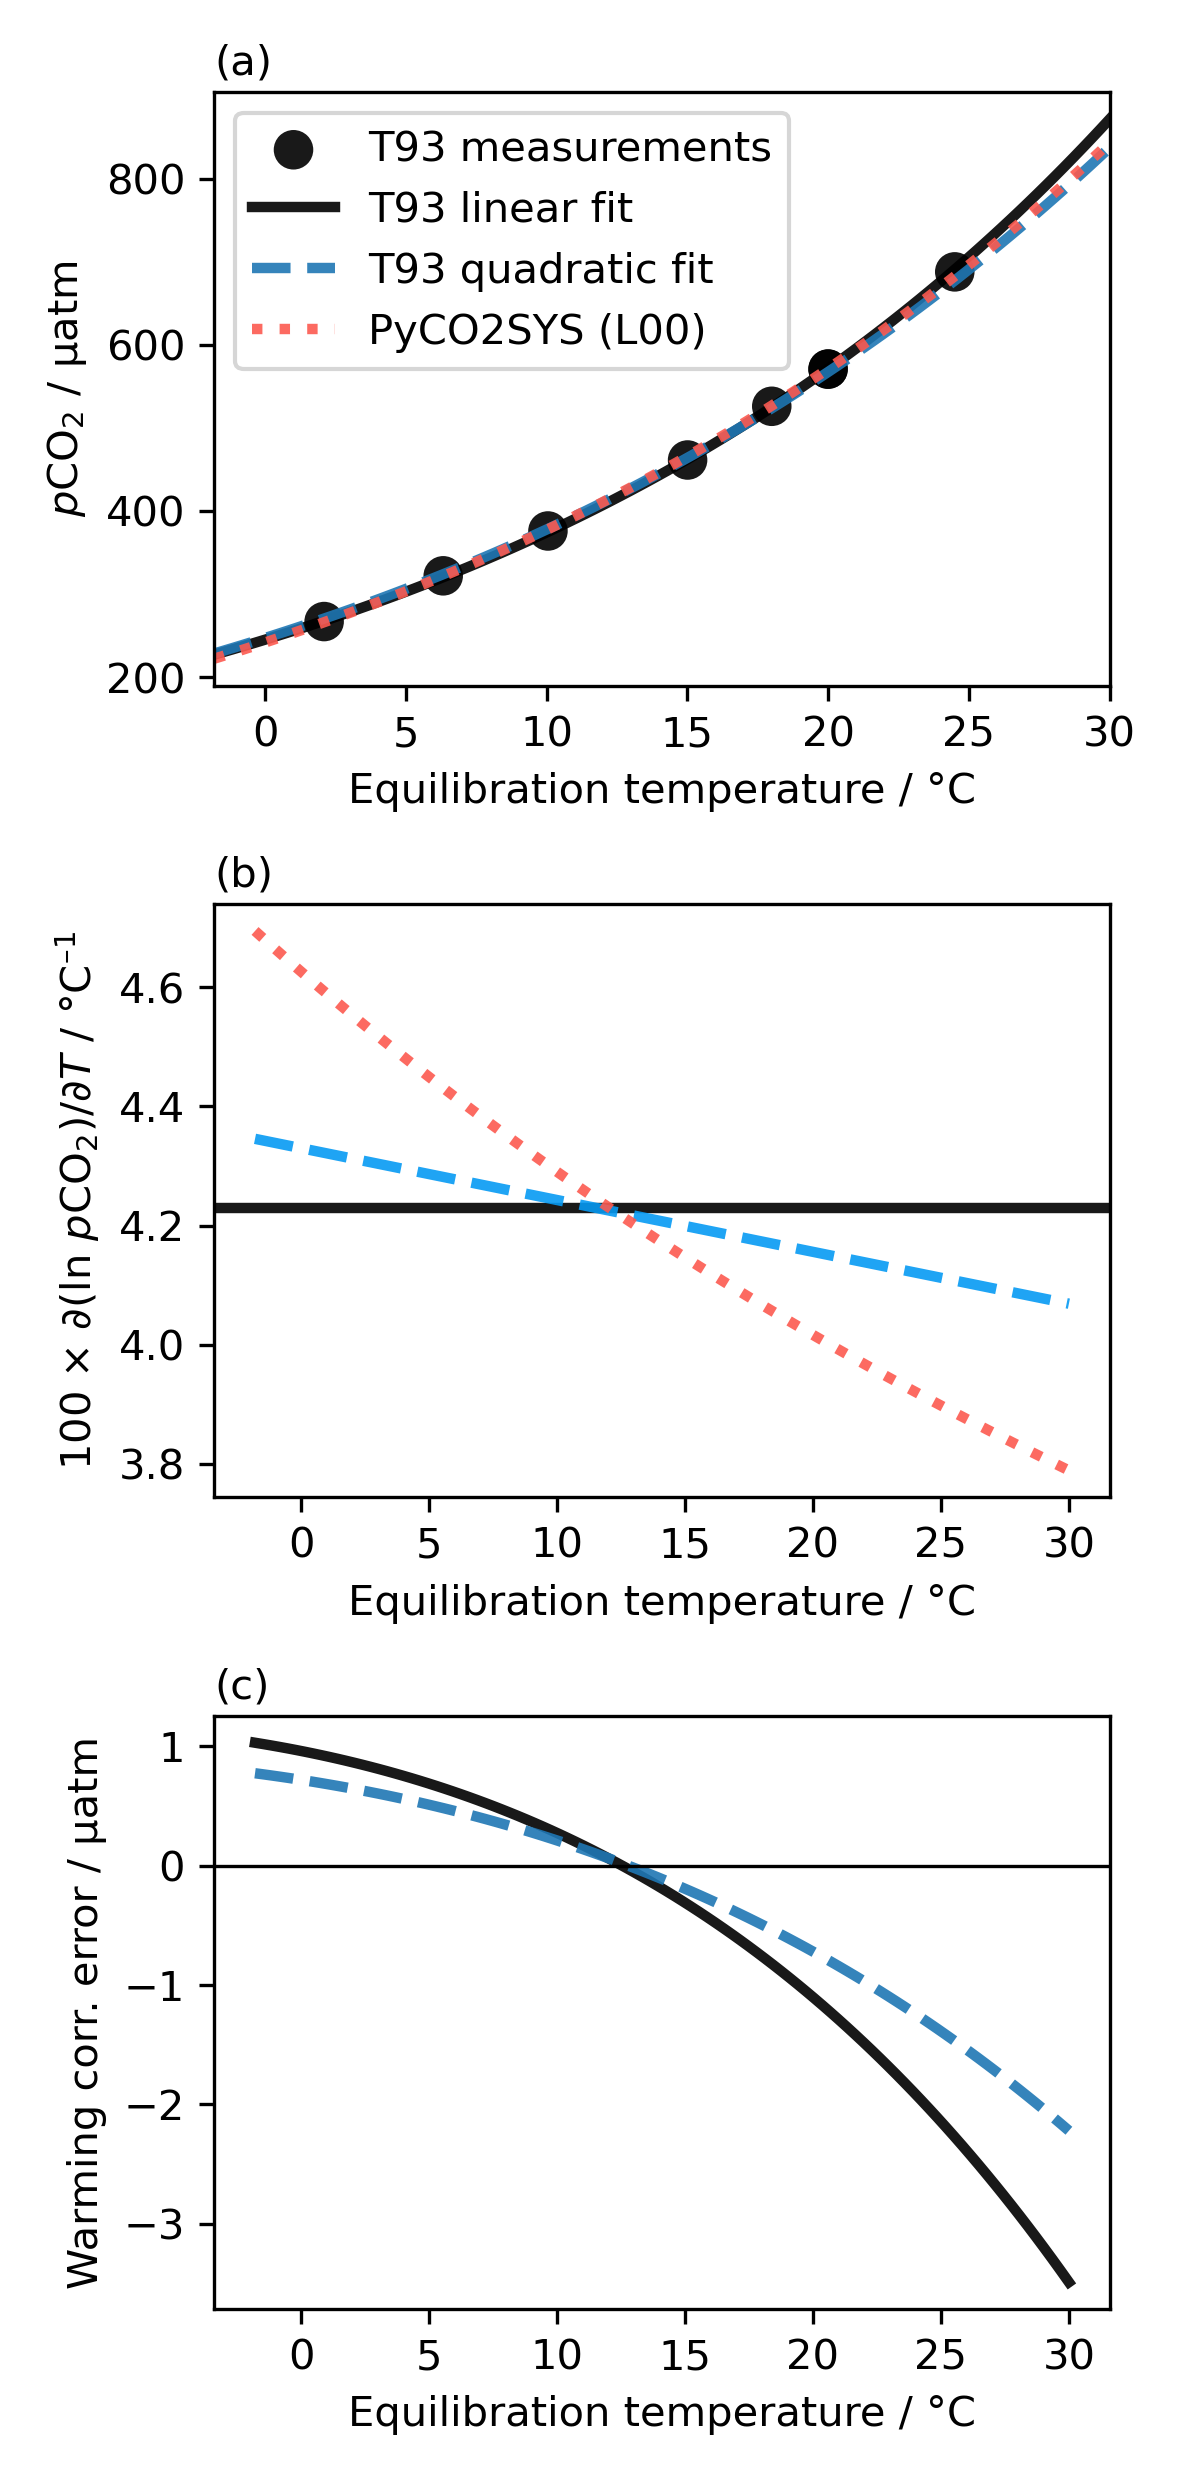 (a)
T93 measurements
T93 linear fit
T93 quadratic fit
PyCO2SYS (L00)
pCO₂ / µatm
800
600
400
200
0 5 10 15 20 25 30
Equilibration temperature / °C
(b)
100 × ∂(ln pCO₂)/∂T / °C⁻¹
4.6
4.4
4.2
4.0
3.8
0 5 10 15 20 25 30
Equilibration temperature / °C
(c)
Warming corr. error / µatm
1
0
−1
−2
−3
0 5 10 15 20 25 30
Equilibration temperature / °C